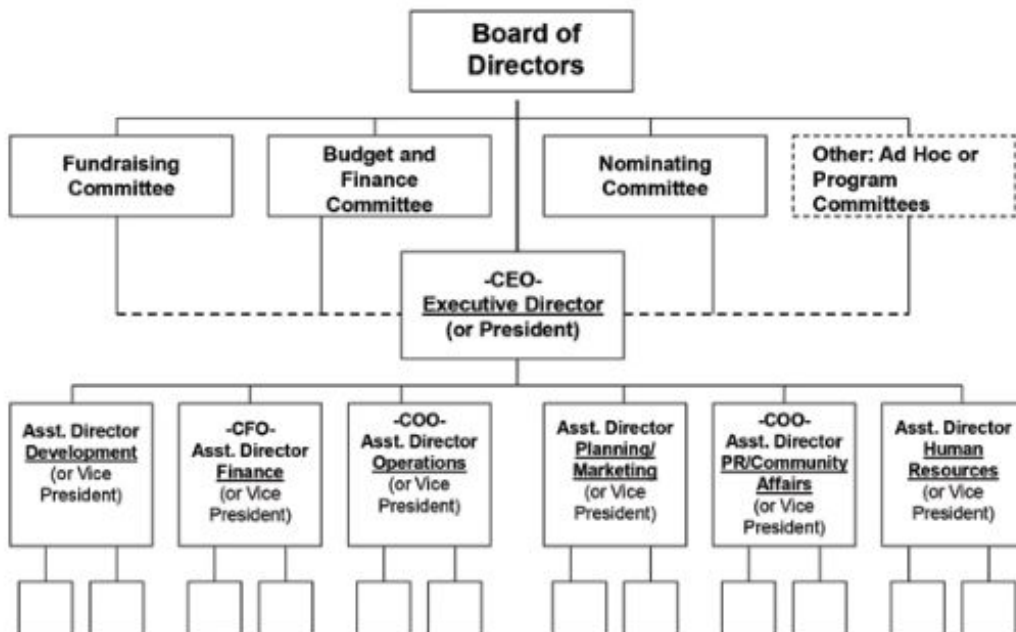 Board of
Directors
Fundraising
Committee
Budget and
Finance
Committee
Nominating
Committee
Other: Ad Hoc or
Program
Committees
-CEO-
Executive Director
(or President)
Asst. Director
Development
(or Vice
President)
-CFO-
Asst. Director
Finance
(or Vice
President)
-COO-
Asst. Director
Operations
(or Vice
President)
Asst. Director
Planning/
Marketing
(or Vice
President)
-COO-
Asst. Director
PR/Community
Affairs
(or Vice
President)
Asst. Director
Human
Resources
(or Vice
President)